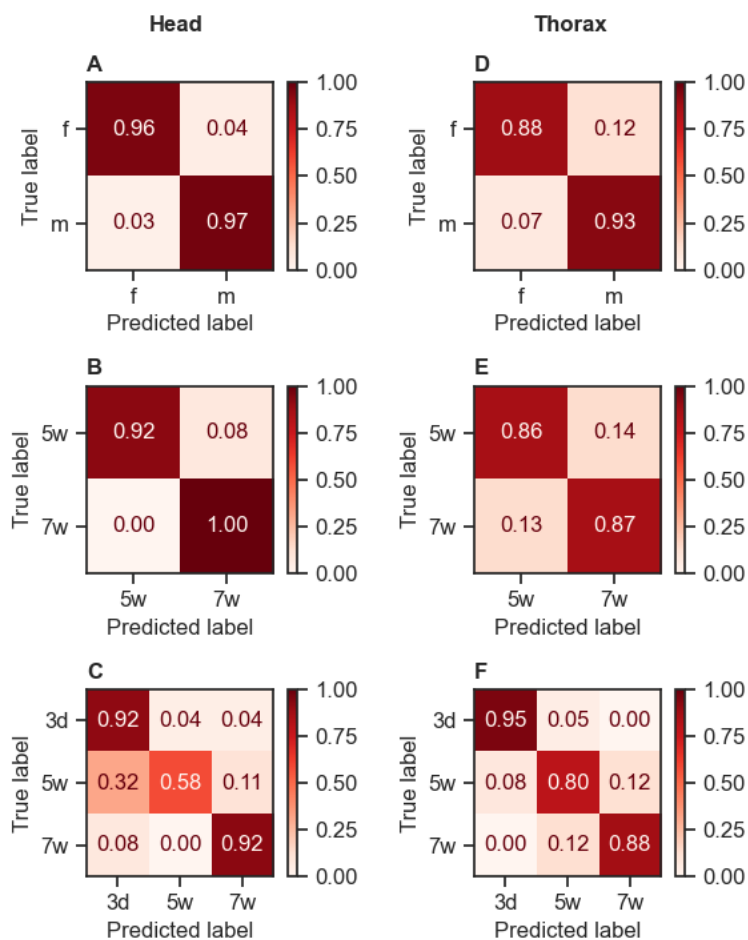 Head
A
1.00
f 0.96 0.04
0.75
True label
0.50
m 0.03 0.97
0.25
0.00
f m
Predicted label
B
1.00
5w 0.92 0.08
0.75
True label
0.50
7w 0.00 1.00
0.25
0.00
5w 7w
Predicted label
C
1.00
3d 0.92 0.04 0.04
0.75
True label
5w 0.32 0.58 0.11
0.50
0.25
7w 0.08 0.00 0.92
0.00
3d 5w 7w
Predicted label
Thorax
D
1.00
f 0.88 0.12
0.75
True label
0.50
m 0.07 0.93
0.25
0.00
f m
Predicted label
E
1.00
5w 0.86 0.14
0.75
True label
0.50
7w 0.13 0.87
0.25
0.00
5w 7w
Predicted label
F
1.00
3d 0.95 0.05 0.00
0.75
True label
5w 0.08 0.80 0.12
0.50
0.25
7w 0.00 0.12 0.88
0.00
3d 5w 7w
Predicted label